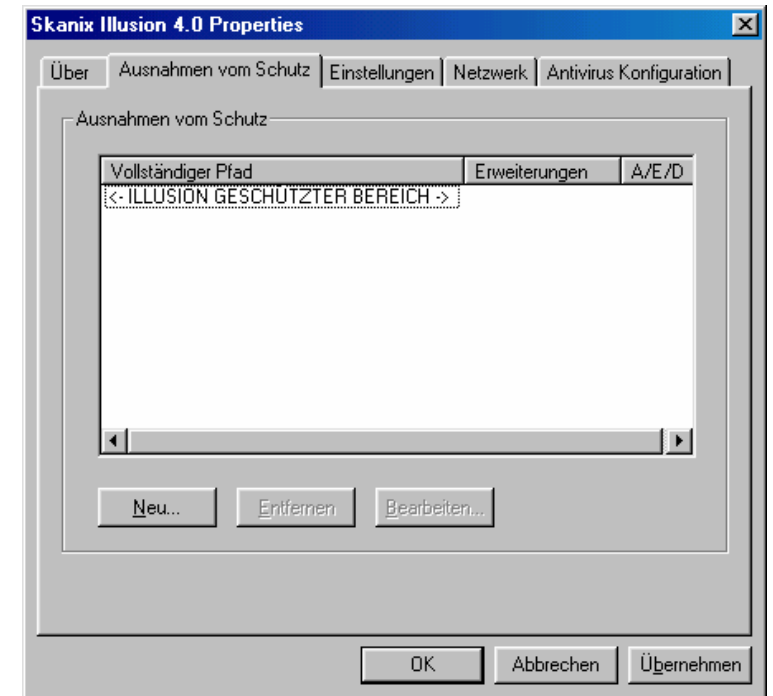 Skanix Illusion 4.0 Properties
Über
Ausnahmen vom Schutz
Einstellungen
Netzwerk
Antivirus Konfiguration
Ausnahmen vom Schutz
Vollständiger Pfad
Erweiterungen
A/E/D
<- ILLUSION GESCHÜTZTER BEREICH ->
Neu...
Entfernen
Bearbeiten...
OK
Abbrechen
Übernehmen